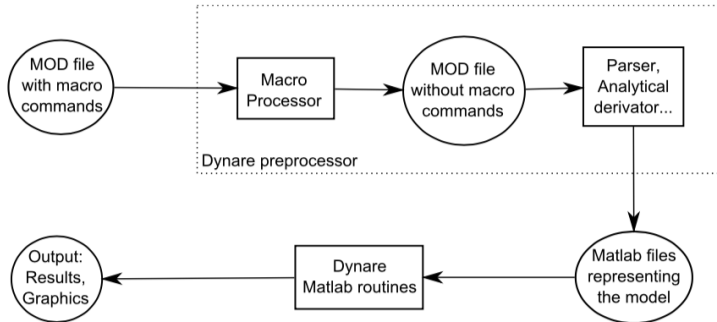 MOD file
with macro
commands
Macro
Processor
MOD file
without macro
commands
Parser,
Analytical
derivator...
Dynare preprocessor
Output:
Results,
Graphics
Dynare
Matlab routines
Matlab files
representing
the model